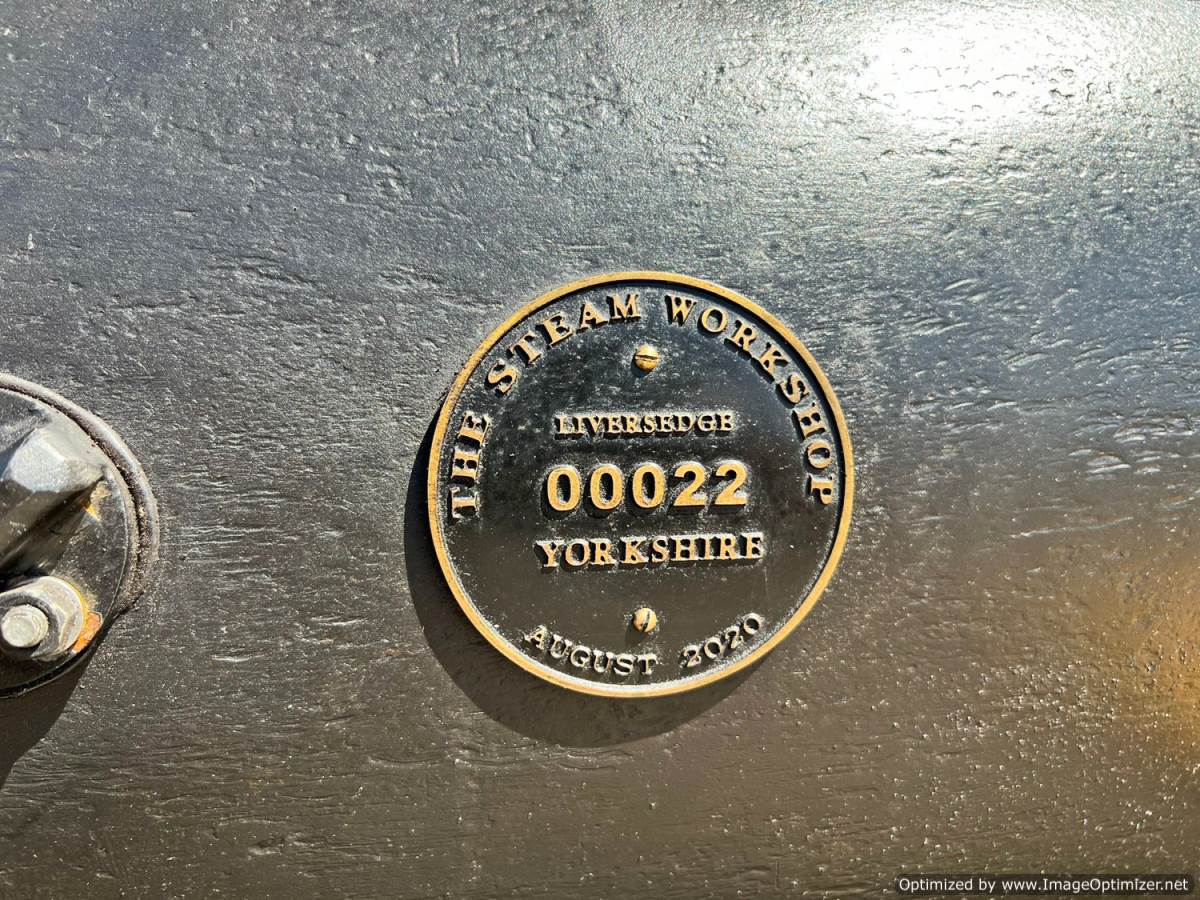 THE STEAM WORKSHOP
LIVERSEDGE
00022
YORKSHIRE
AUGUST 2020
Optimized by www.ImageOptimizer.net